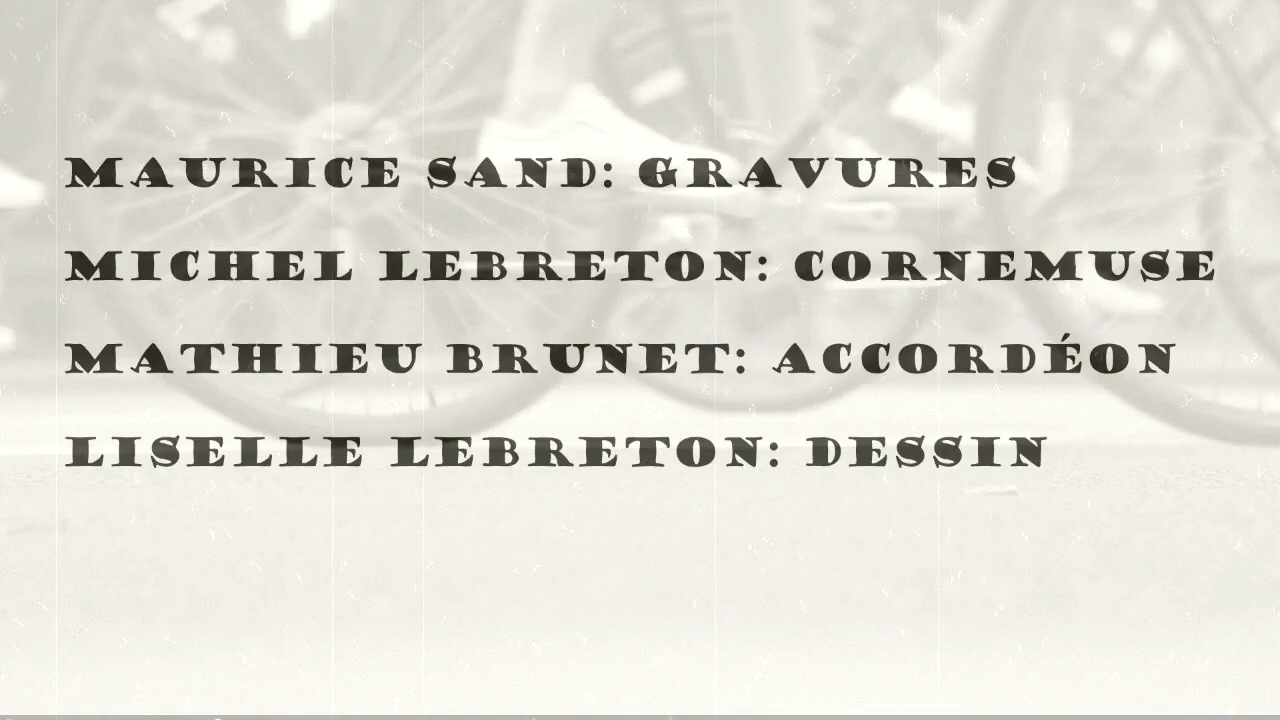 MAURICE SAND: GRAVURES
MICHEL LEBRETON: CORNEMUSE
MATHIEU BRUNET: ACCORDÉON
LISELLE LEBRETON: DESSIN